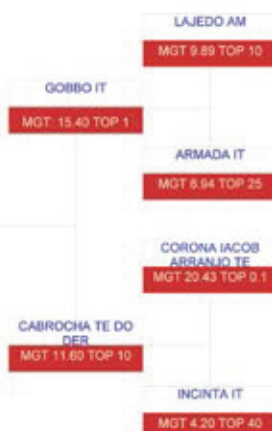 LAJEDO AM
MGT 9.89 TOP 10
GOBBO IT
MGT: 15.40 TOP 1
ARMADA IT
MGT 6.94 TOP 25
CORONA IACOB
ARRANJO TE
MGT 20.43 TOP 0.1
CABROCHA TE DO
DER
MGT 11.60 TOP 10
INCINTA IT
MGT 4.20 TOP 40